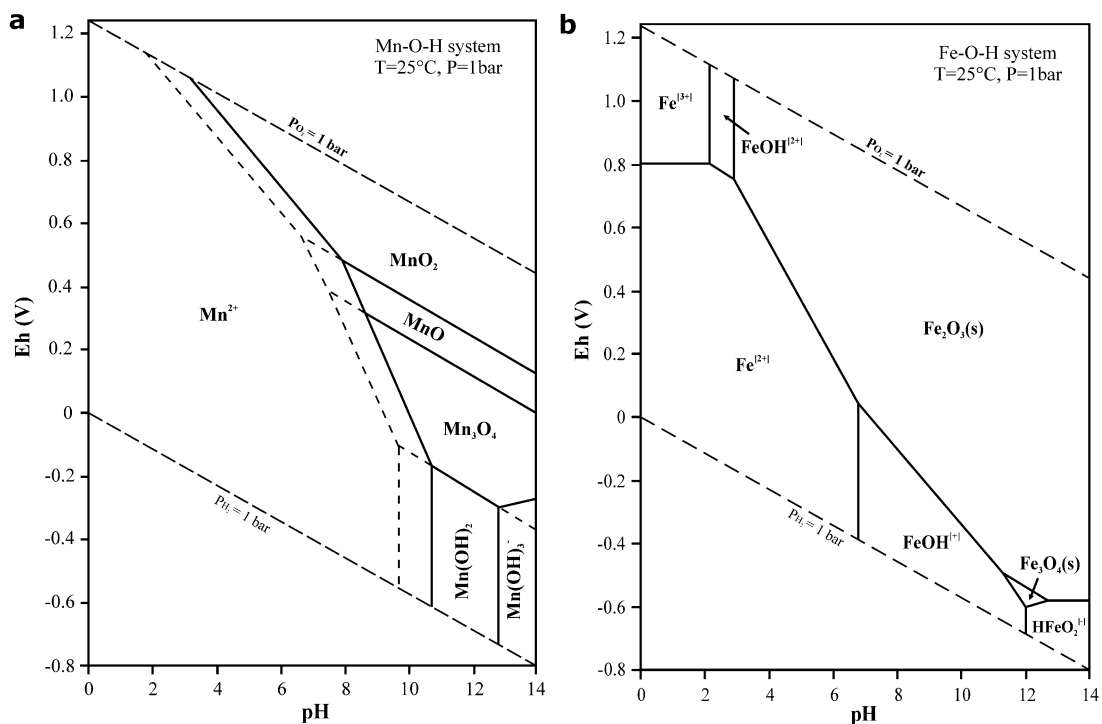 a
Mn-O-H system
T=25°C, P=1bar
Eh (V)
1.2
1.0
0.8
0.6
0.4
0.2
0
-0.2
-0.4
-0.6
-0.8
PO₂ = 1 bar
MnO₂
Mn²⁺
MnO
Mn₃O₄
PH₂ = 1 bar
Mn(OH)₂
Mn(OH)₃⁻
0 2 4 6 8 10 12 14
pH
b
Fe-O-H system
T=25°C, P=1bar
Eh (V)
1.2
1.0
0.8
0.6
0.4
0.2
0
-0.2
-0.4
-0.6
-0.8
Fe|3+|
FeOH|2+|
PO₂ = 1 bar
Fe₂O₃(s)
Fe|2+|
PH₂ = 1 bar
FeOH|+|
Fe₃O₄(s)
HFeO₂|-|
0 2 4 6 8 10 12 14
pH